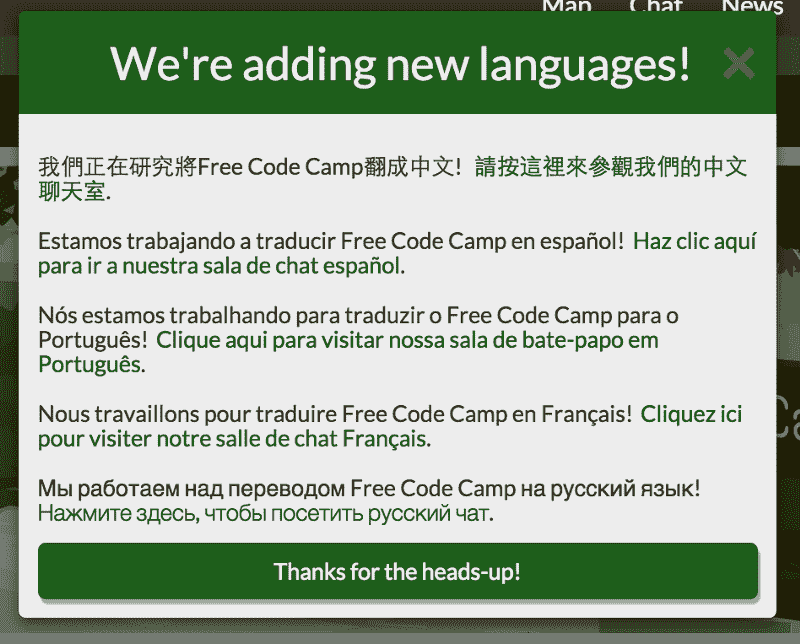 Map Chat News
We're adding new languages!
我們正在研究將Free Code Camp翻成中文! 請按這裡來參觀我們的中文
聊天室.
Estamos trabajando a traducir Free Code Camp en español! Haz clic aquí
para ir a nuestra sala de chat español.
Nós estamos trabalhando para traduzir o Free Code Camp para o
Português! Clique aqui para visitar nossa sala de bate-papo em
Português.
Nous travaillons pour traduire Free Code Camp en Français! Cliquez ici
pour visiter notre salle de chat Français.
Мы работаем над переводом Free Code Camp на русский язык!
Нажмите здесь, чтобы посетить русский чат.
Thanks for the heads-up!